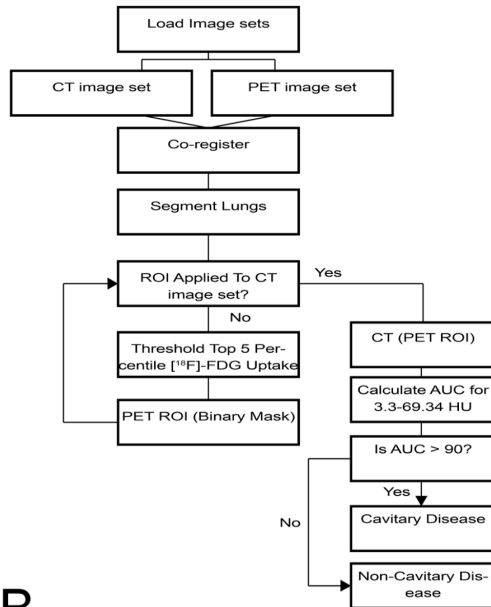 Load Image sets
CT image set
PET image set
Co-register
Segment Lungs
ROI Applied To CT
image set?
Yes
No
Threshold Top 5 Per-
centile [¹⁸F]-FDG Uptake
PET ROI (Binary Mask)
CT (PET ROI)
Calculate AUC for
3.3-69.34 HU
Is AUC > 90?
Yes
No
Cavitary Disease
Non-Cavitary Dis-
ease